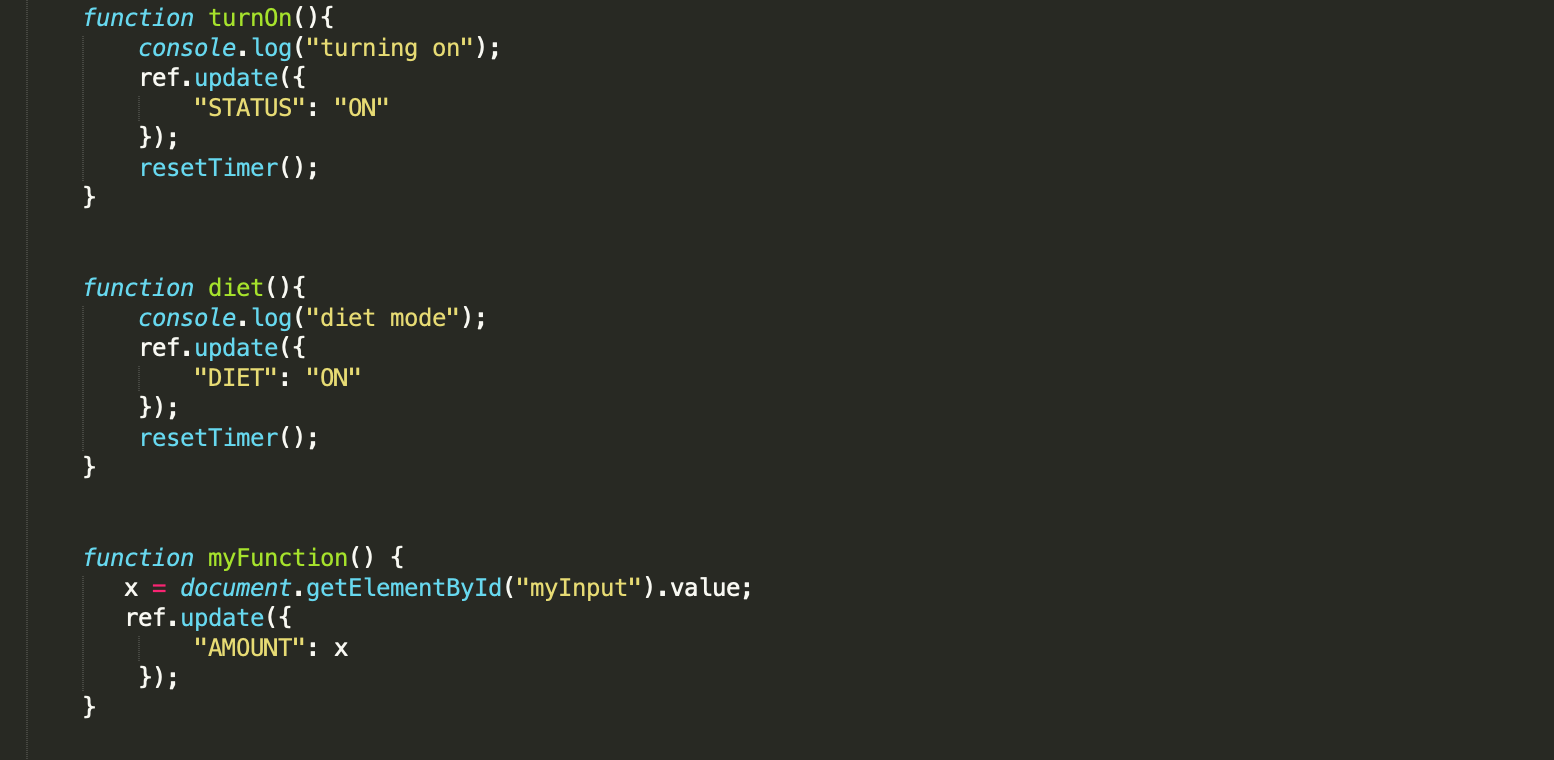 function turnOn(){
console.log("turning on");
ref.update({
"STATUS": "ON"
});
resetTimer();
}
function diet(){
console.log("diet mode");
ref.update({
"DIET": "ON"
});
resetTimer();
}
function myFunction() {
x = document.getElementById("myInput").value;
ref.update({
"AMOUNT": x
});
}